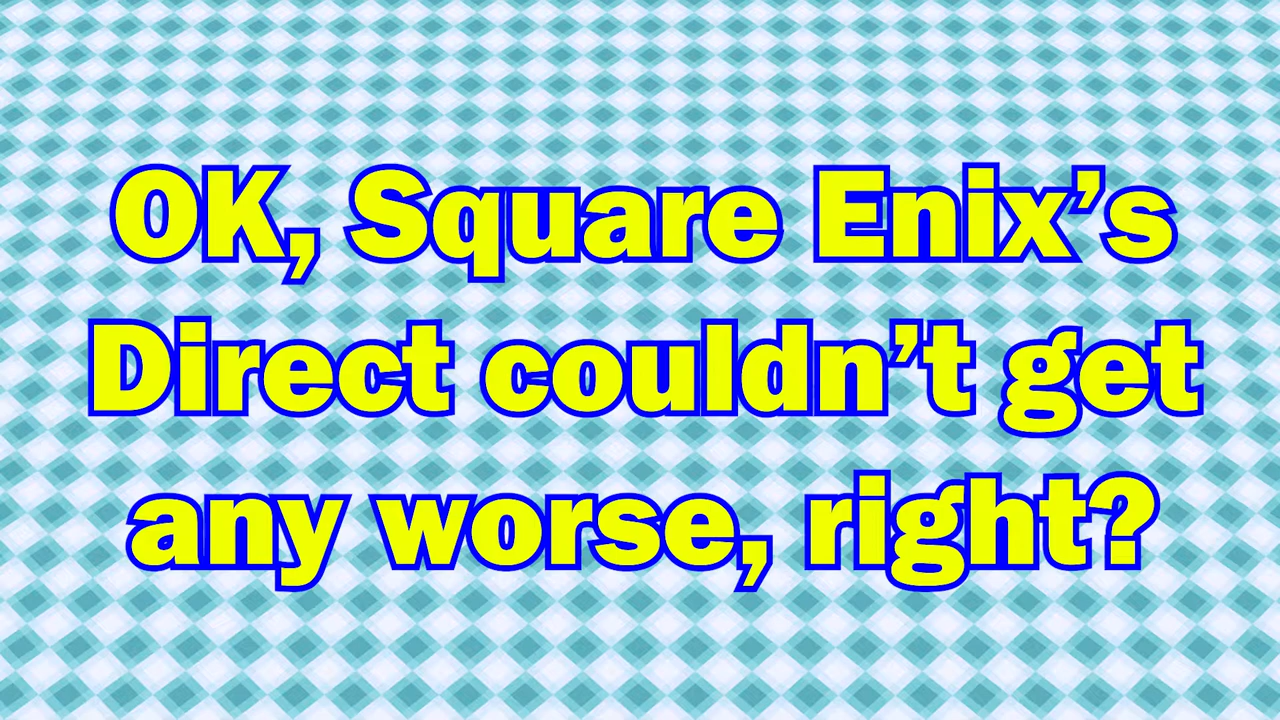 OK, Square Enix’s
Direct couldn’t get
any worse, right?